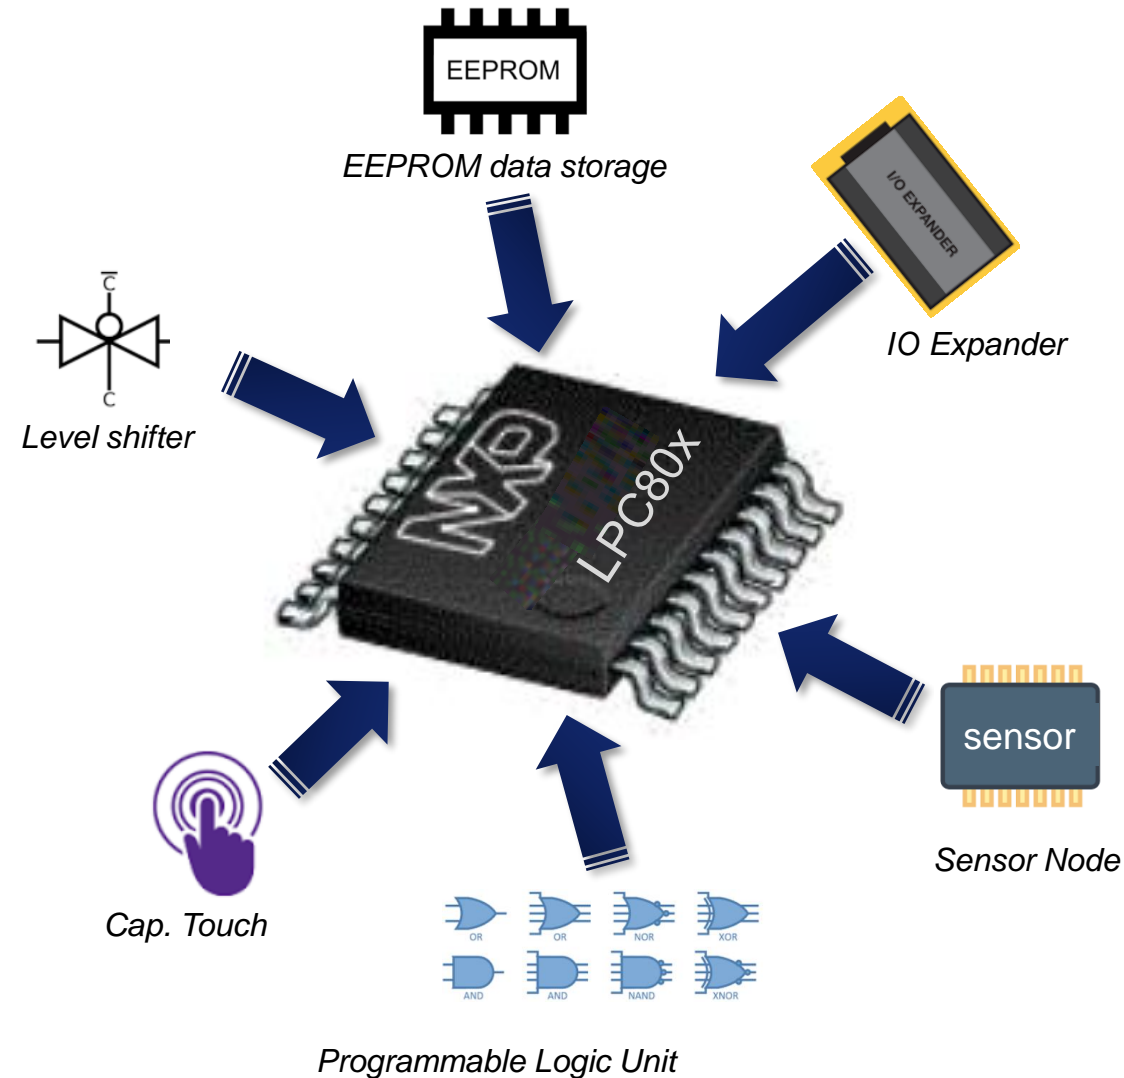 EEPROM
EEPROM data storage
I/O EXPANDER
IO Expander
C
C
Level shifter
NXP
LPC80x
sensor
Sensor Node
Cap. Touch
OR OR NOR XOR
AND AND NAND XNOR
Programmable Logic Unit